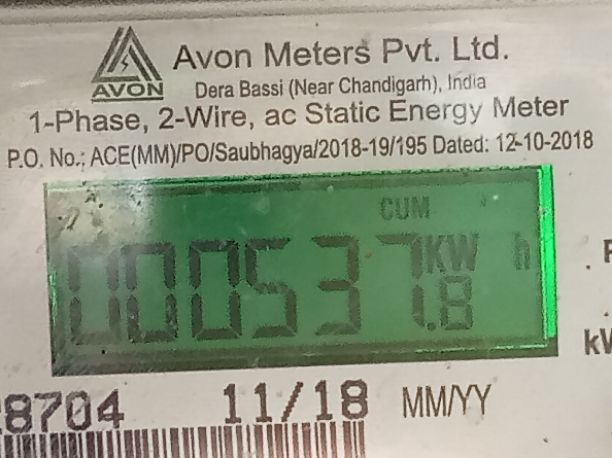 AVON
Avon Meters Pvt. Ltd.
Dera Bassi (Near Chandigarh), India
1-Phase, 2-Wire, ac Static Energy Meter
P.O. No.: ACE(MM)/PO/Saubhagya/2018-19/195 Dated: 12-10-2018
CUM
000537.8 KW h
kW
8704 11/18 MM/YY